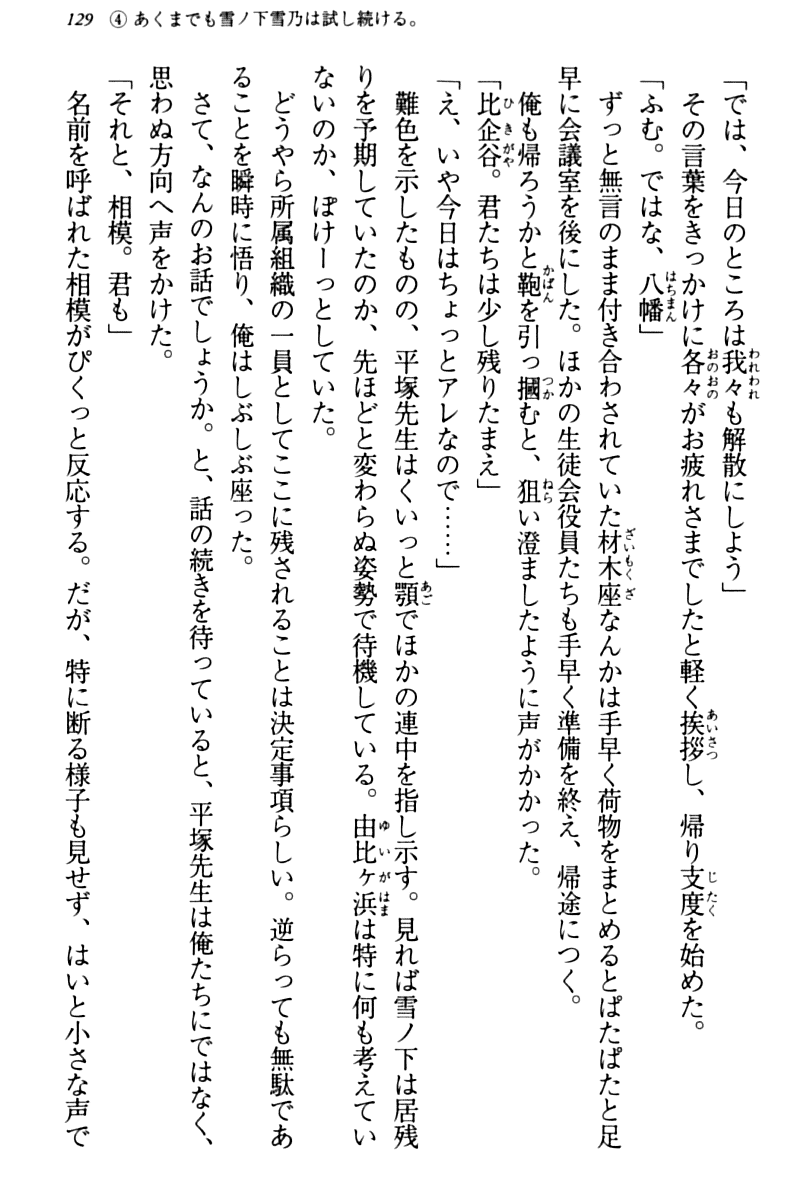 129 ④ あくまでも雪ノ下雪乃は試し続ける。
「では、今日のところは我々も解散にしよう」
その言葉をきっかけに各々がお疲れさまでしたと軽く挨拶し、帰り支度を始めた。
「ふむ。ではな、八幡」
ずっと無言のまま付き合わされていた材木座なんかは手早く荷物をまとめるとぱたぱたと足
早に会議室を後にした。ほかの生徒会役員たちも手早く準備を終え、帰途につく。
俺も帰ろうかと鞄を引っ摑むと、狙い澄ましたように声がかかった。
「比企谷。君たちは少し残りたまえ」
「え、いや今日はちょっとアレなので……」
難色を示したものの、平塚先生はくいっと顎でほかの連中を指し示す。見れば雪ノ下は居残
りを予期していたのか、先ほどと変わらぬ姿勢で待機している。由比ヶ浜は特に何も考えてい
ないのか、ぽけーっとしていた。
どうやら所属組織の一員としてここに残されることは決定事項らしい。逆らっても無駄であ
ることを瞬時に悟り、俺はしぶしぶ座った。
さて、なんのお話でしょうか。と、話の続きを待っていると、平塚先生は俺たちにではなく、
思わぬ方向へ声をかけた。
「それと、相模。君も」
名前を呼ばれた相模がぴくっと反応する。だが、特に断る様子も見せず、はいと小さな声で